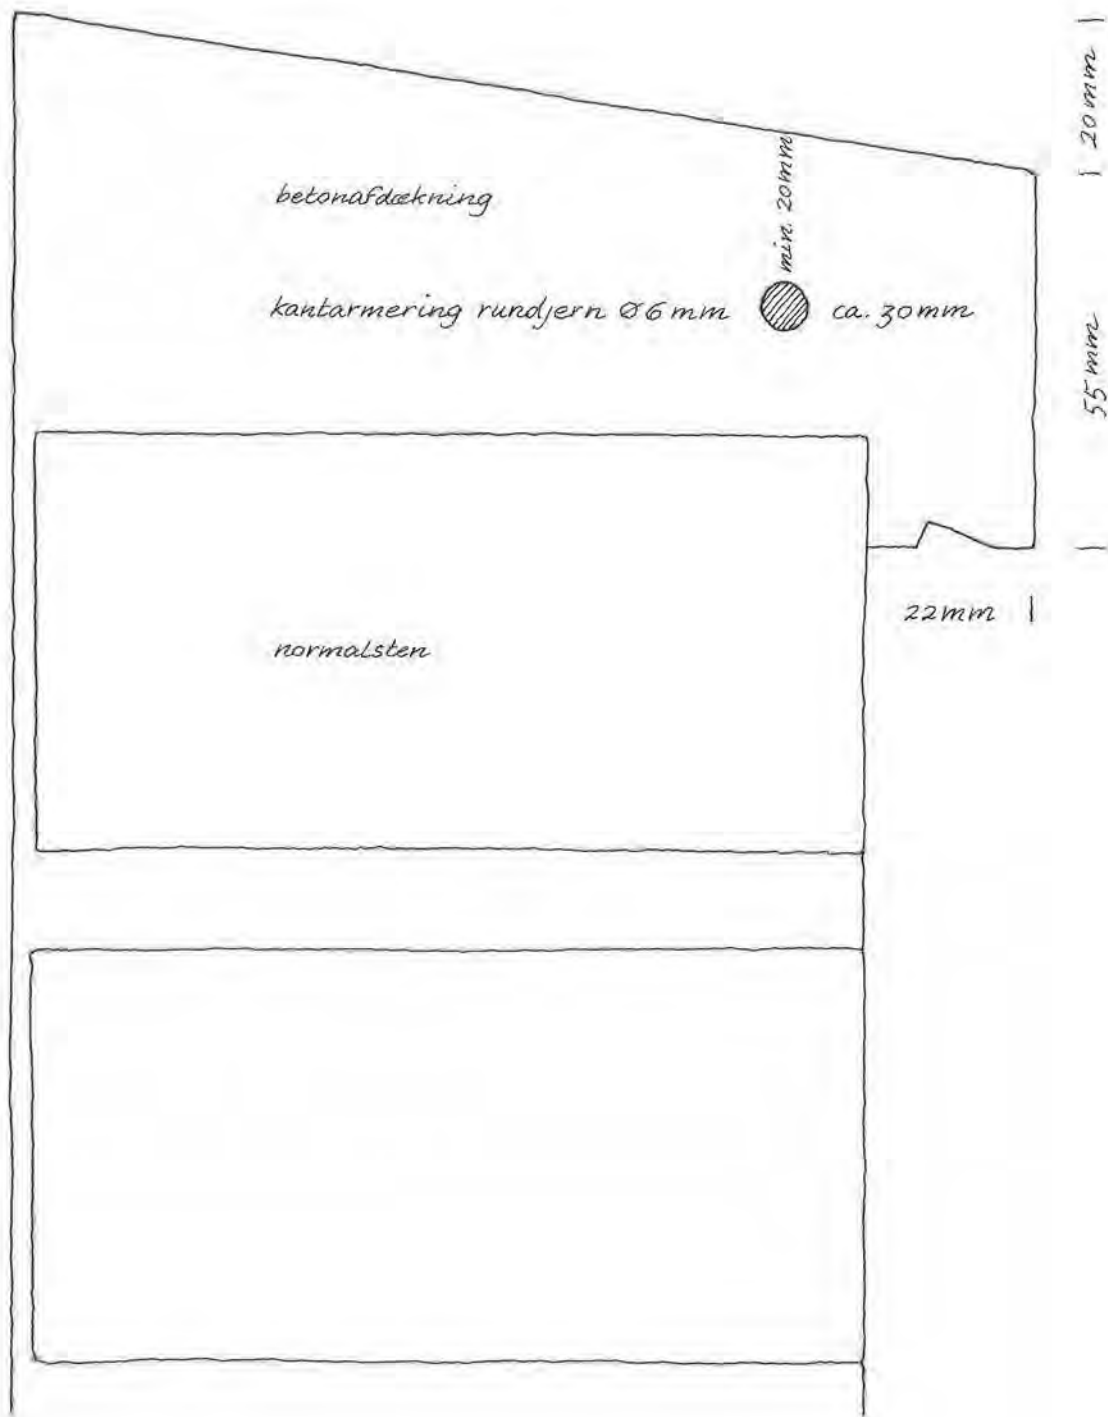 20mm
min. 20mm
betonafdækning
kantarmering rundjern Ø6mm
ca. 30mm
55mm
22mm
normalsten